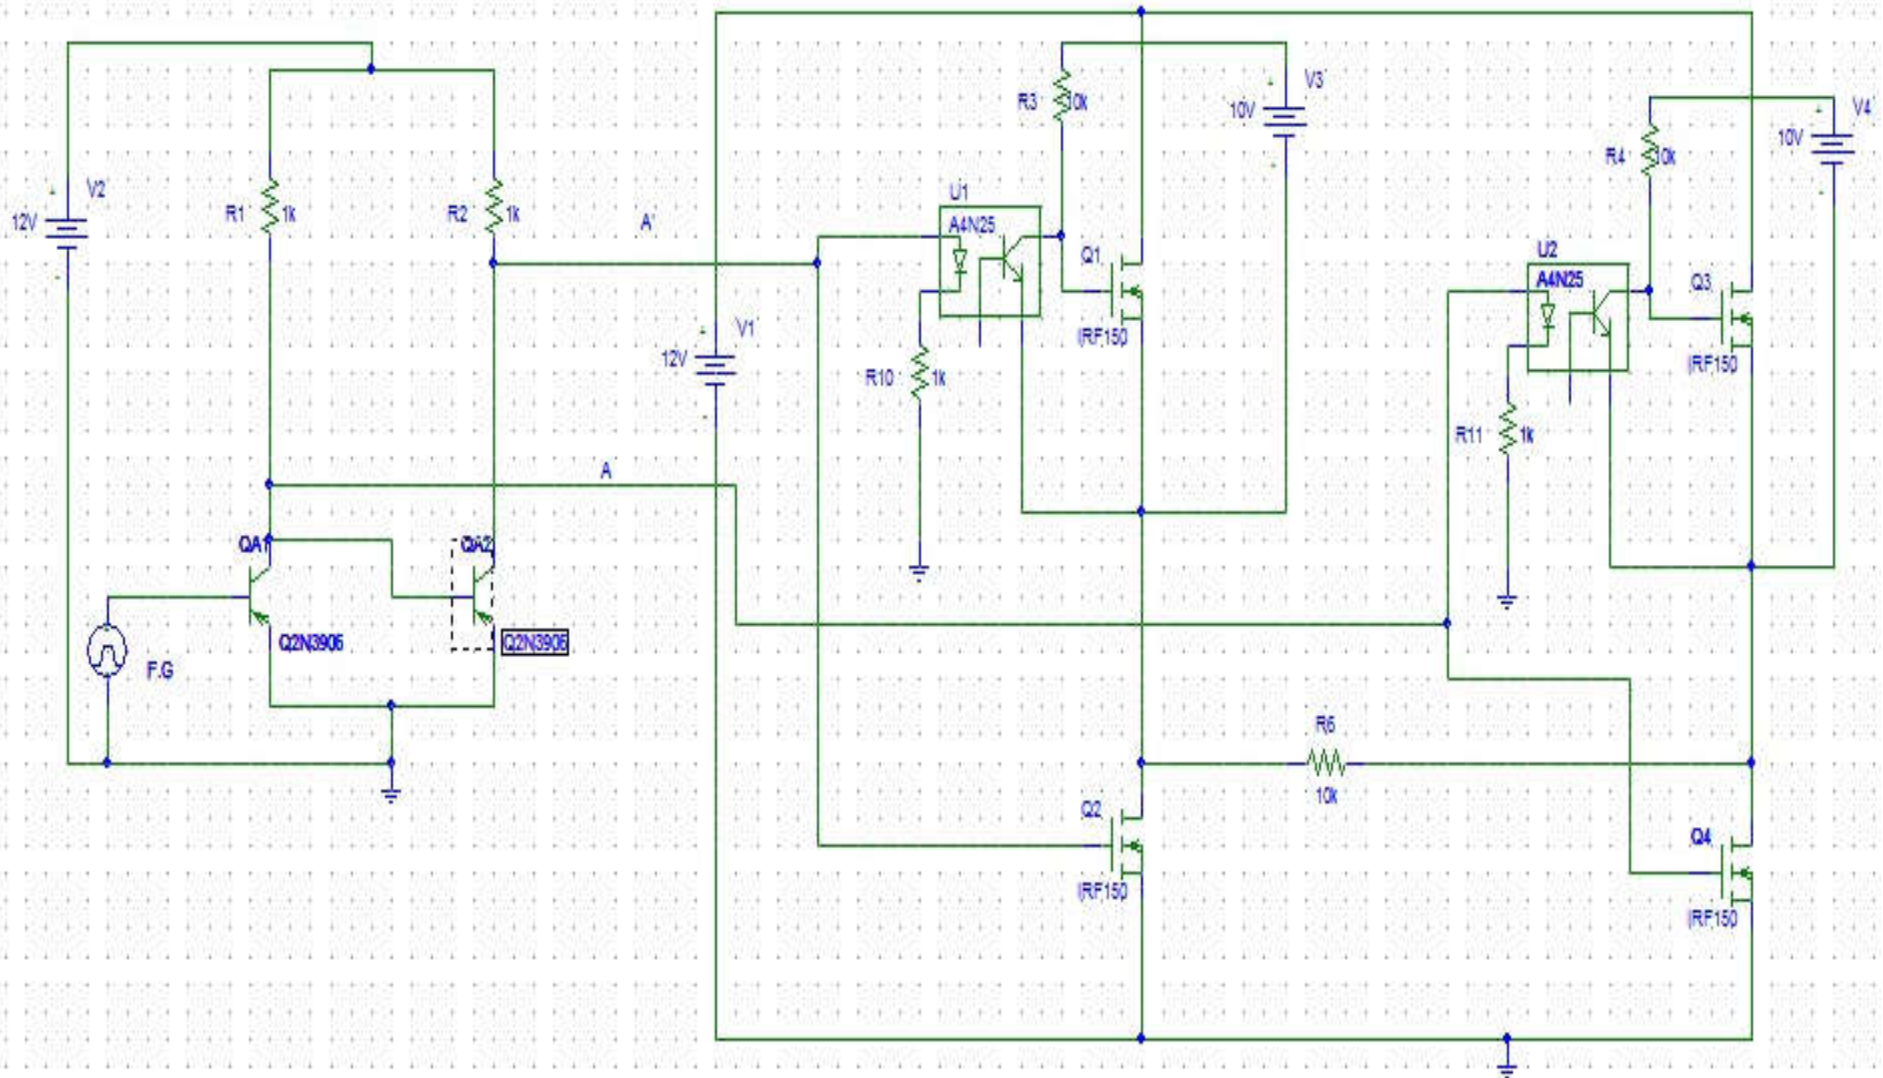 V3
R3
10k
10V
V4
10V
R4
10k
V2
U1
12V
R1
1k
R2
1k
A'
A4N25
Q1
U2
A4N25
Q3
V1
IRF150
12V
IRF150
R10
1k
R11
1k
A
QA1
QA2
Q2N3906
Q2N3906
F.G
R6
10k
Q2
Q4
IRF150
IRF150